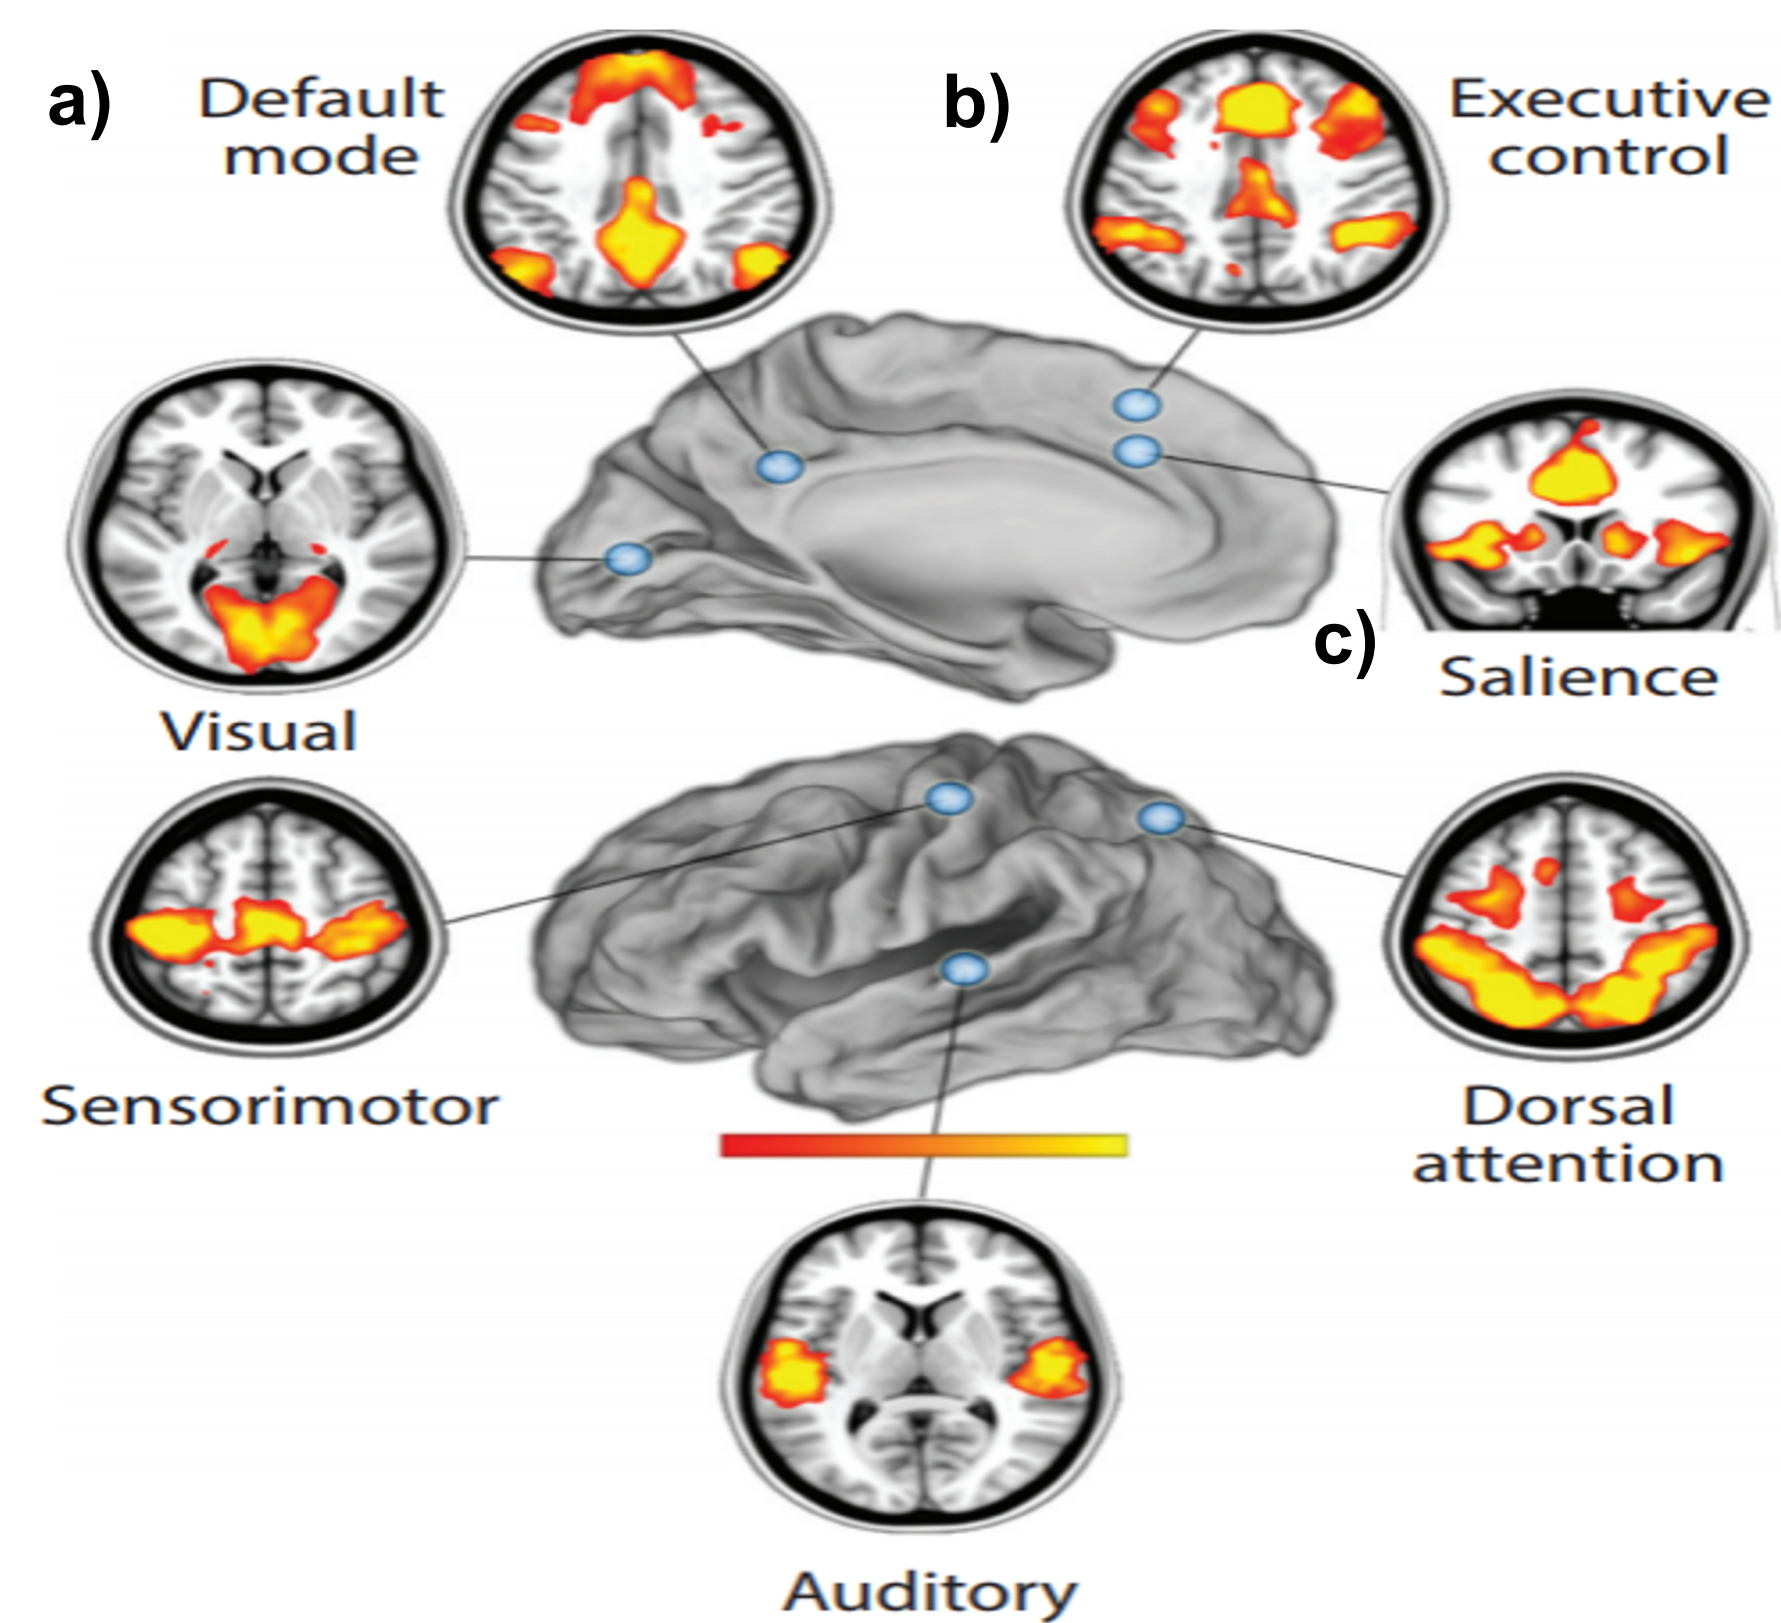 a)
Default
mode
b)
Executive
control
Visual
c)
Salience
Sensorimotor
Dorsal
attention
Auditory